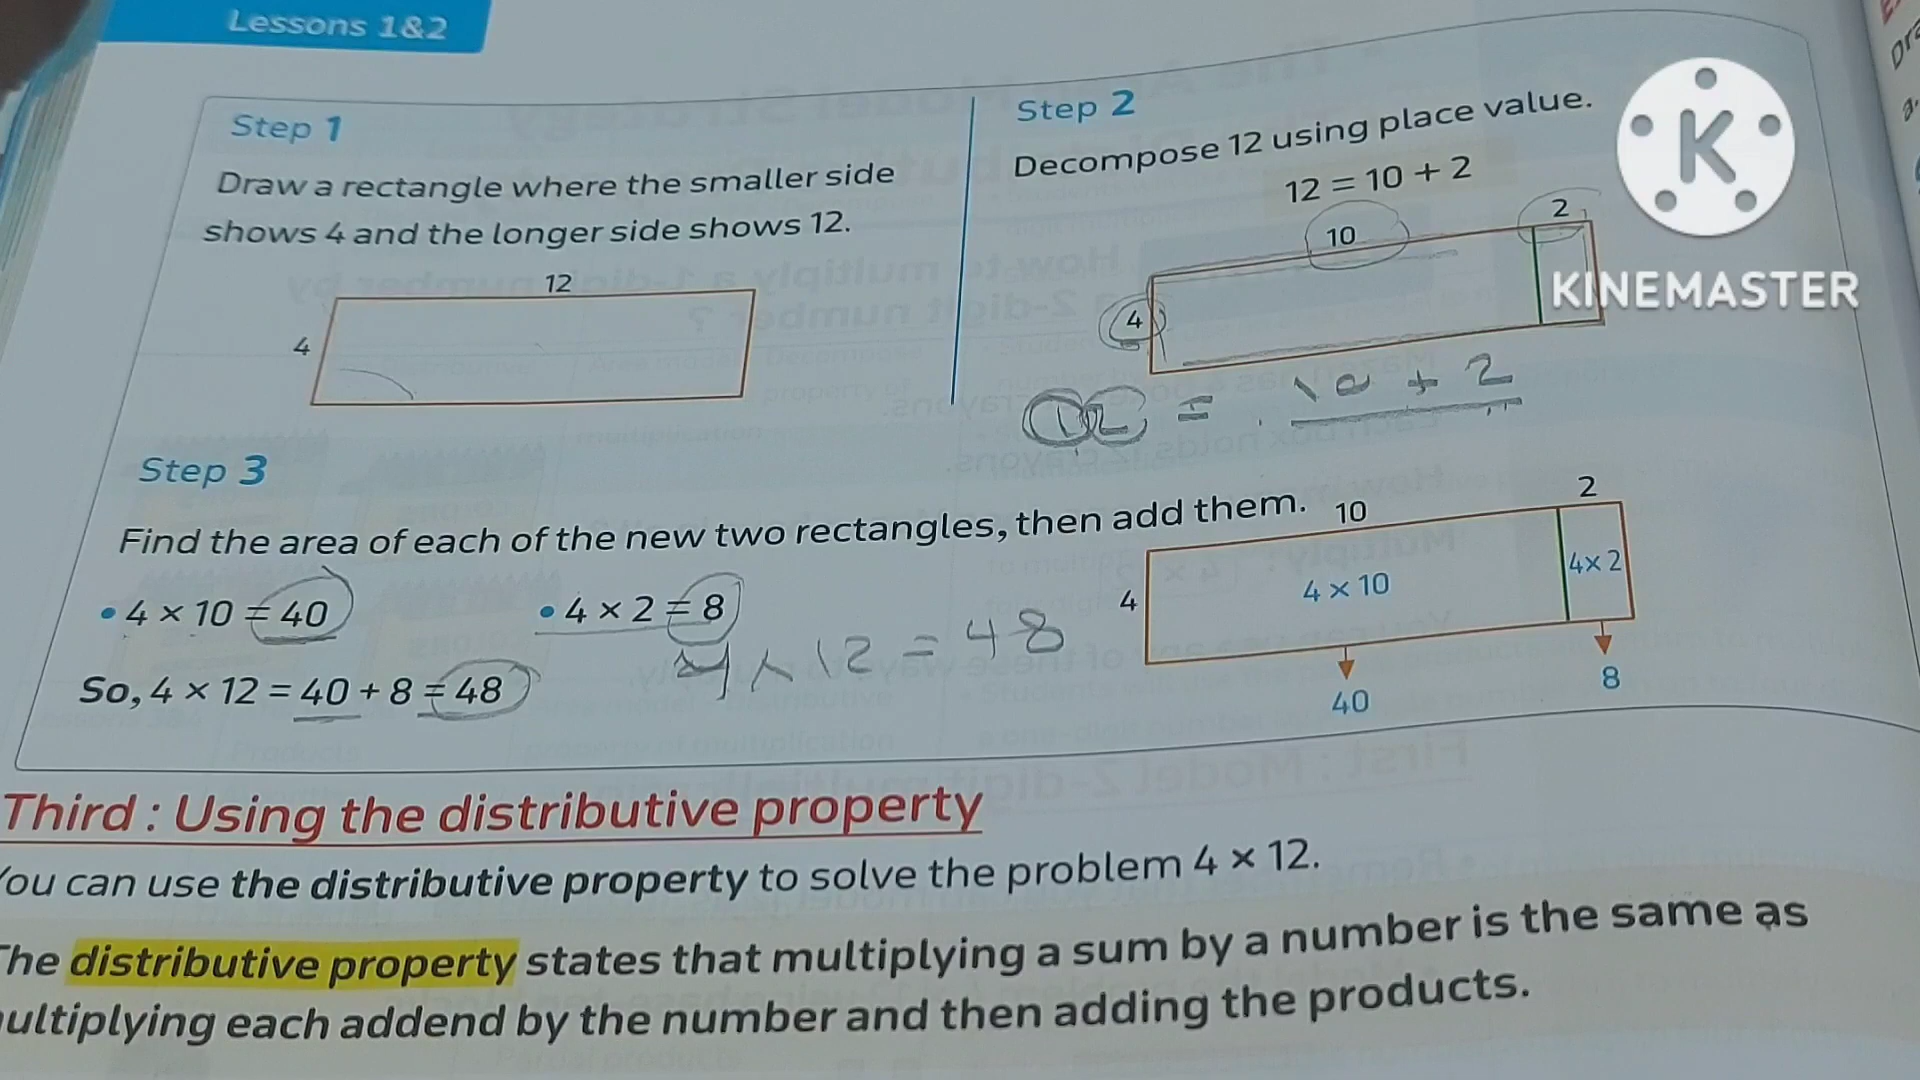 Lessons 1&2
Step 1
Draw a rectangle where the smaller side
shows 4 and the longer side shows 12.
12
4
Step 2
Decompose 12 using place value.
12 = 10 + 2
10
2
4
12 = 10 + 2
KINEMASTER
Step 3
Find the area of each of the new two rectangles, then add them.
• 4 × 10 = 40
• 4 × 2 = 8
So, 4 × 12 = 40 + 8 = 48
4 × 12 = 48
10
2
4
4 × 10
4 × 2
40
8
Third : Using the distributive property
You can use the distributive property to solve the problem 4 × 12.
The distributive property states that multiplying a sum by a number is the same as
multiplying each addend by the number and then adding the products.